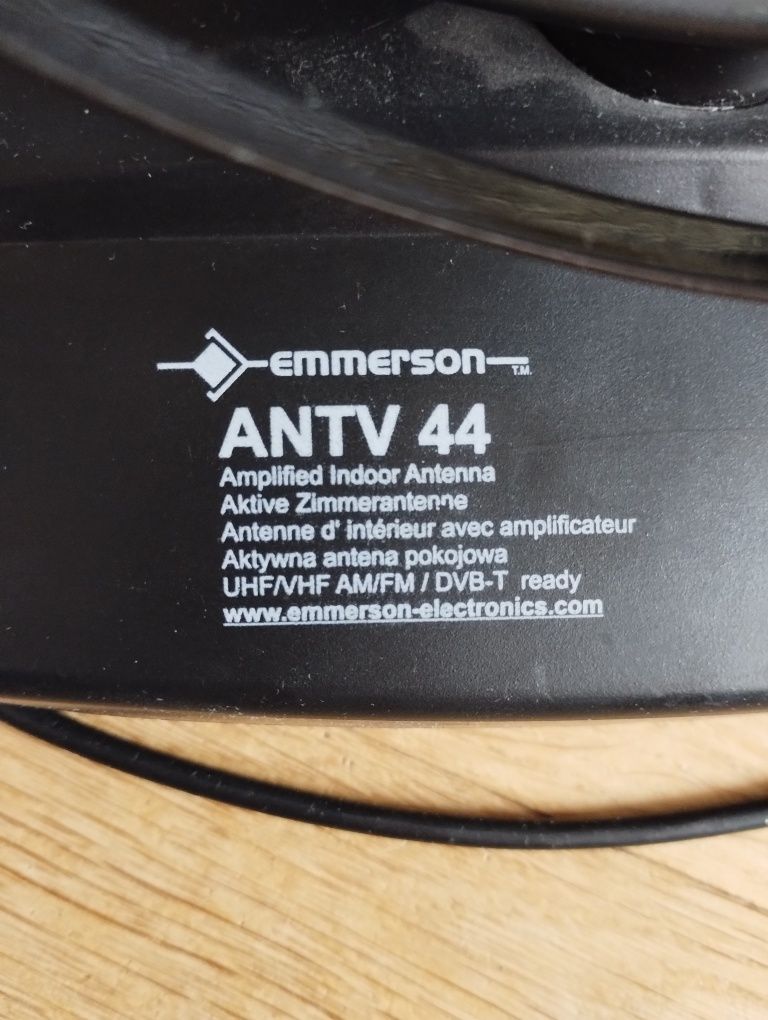 emmerson T.M.
ANTV 44
Amplified Indoor Antenna
Aktive Zimmerantenne
Antenne d' intérieur avec amplificateur
Aktywna antena pokojowa
UHF/VHF AM/FM / DVB-T ready
www.emmerson-electronics.com